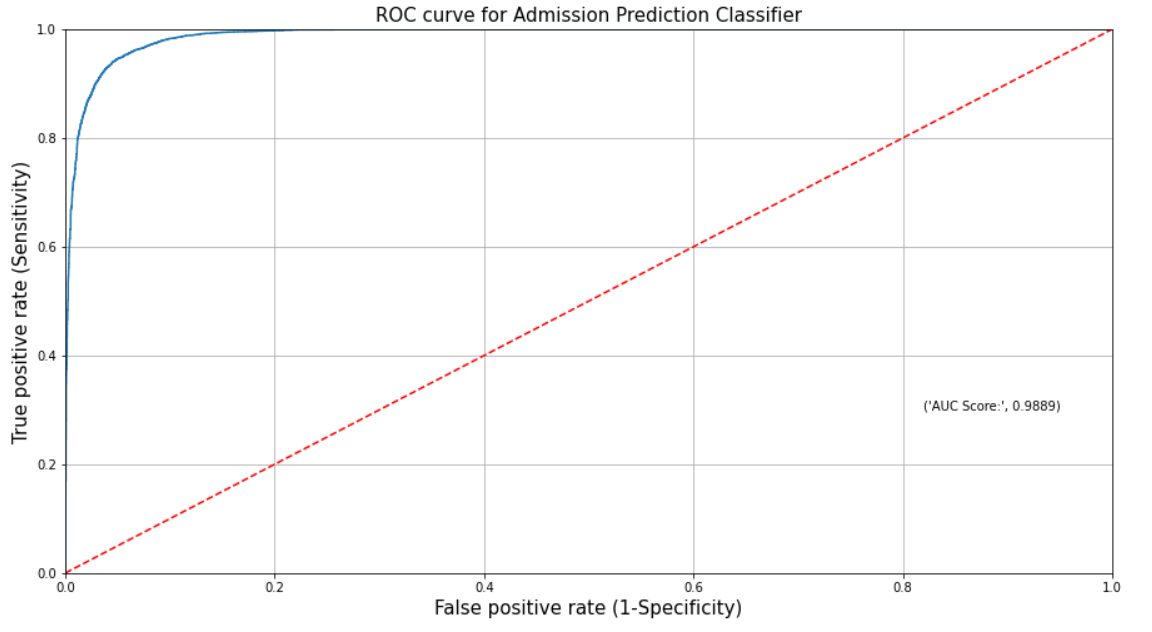 ROC curve for Admission Prediction Classifier
1.0
0.8
0.6
0.4
0.2
0.0
True positive rate (Sensitivity)
('AUC Score:', 0.9889)
0.0 0.2 0.4 0.6 0.8 1.0
False positive rate (1-Specificity)